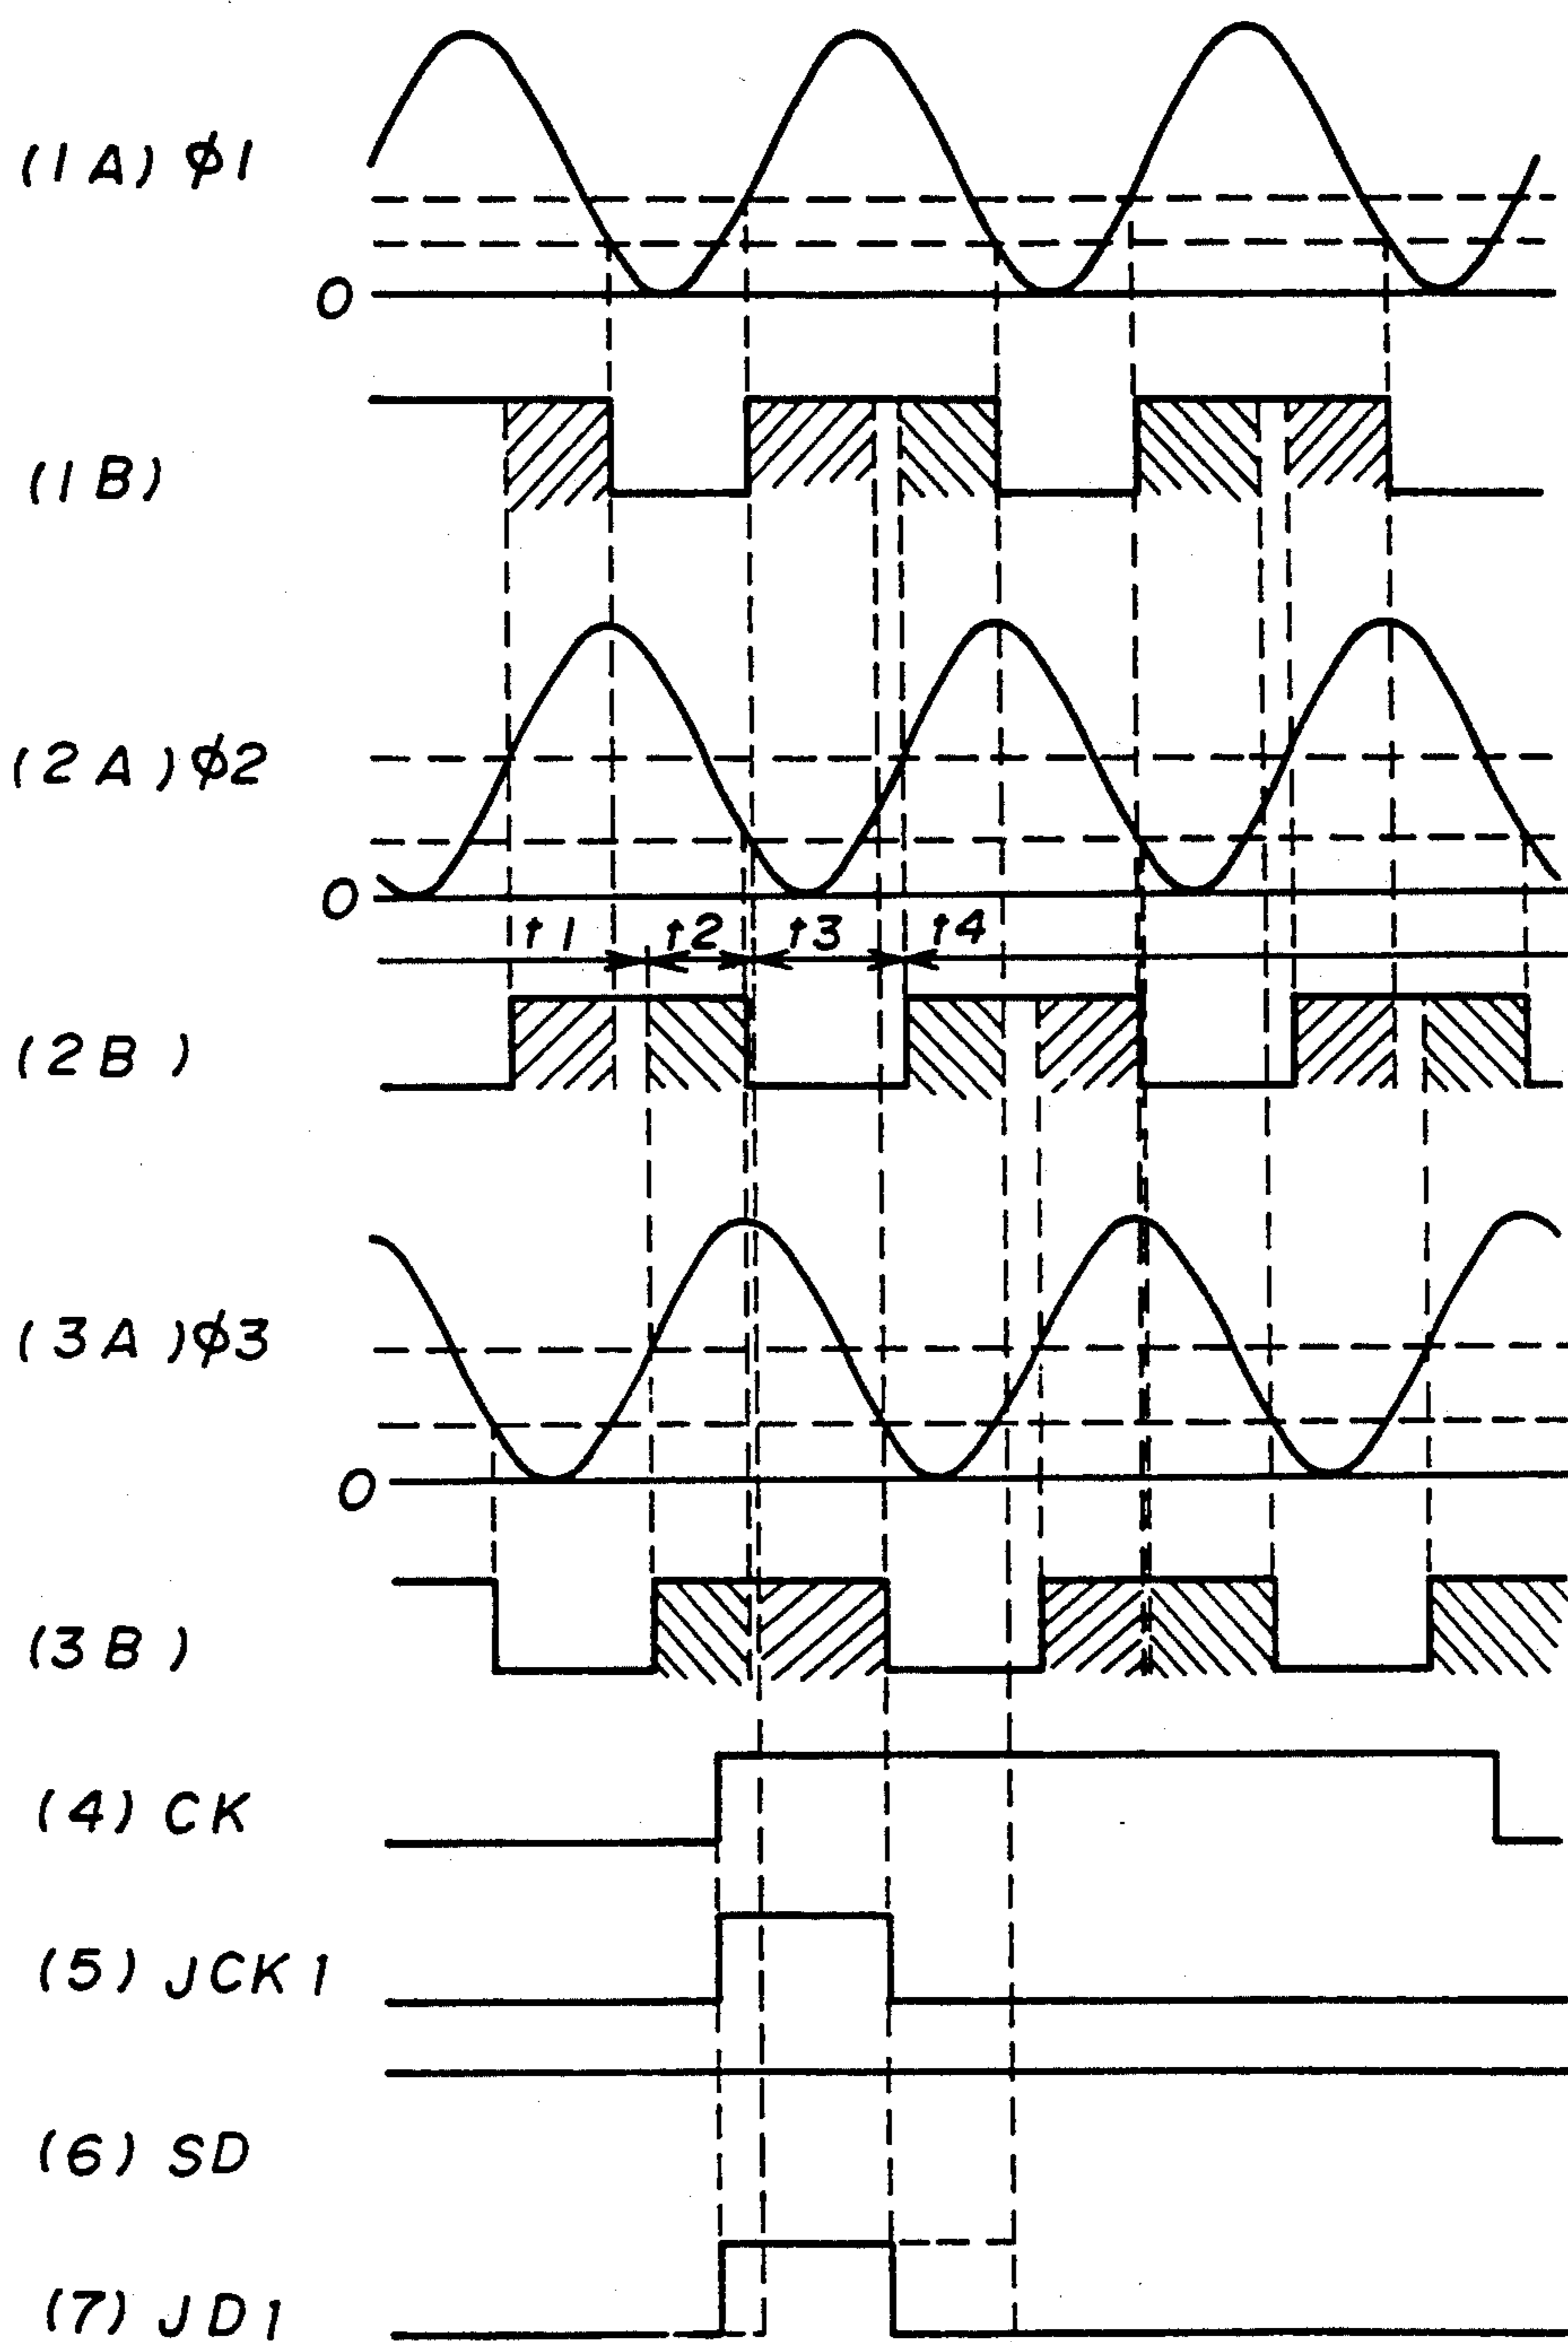 (1A) φ1
0
(1B)
(2A) φ2
0
t1 t2 t3 t4
(2B)
(3A) φ3
0
(3B)
(4) CK
(5) JCK1
(6) SD
(7) JD1